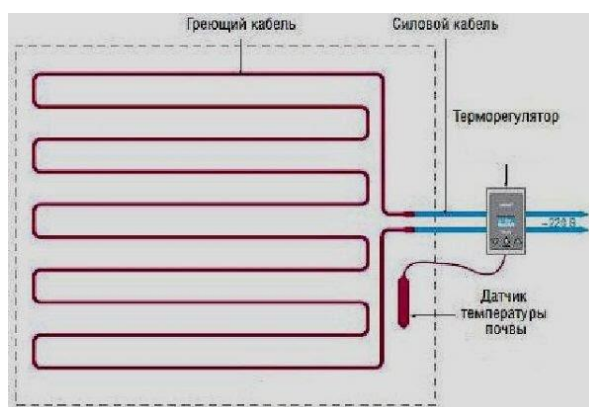 Греющий кабель
Силовой кабель
Терморегулятор
~220 В
Датчик
температуры
почвы